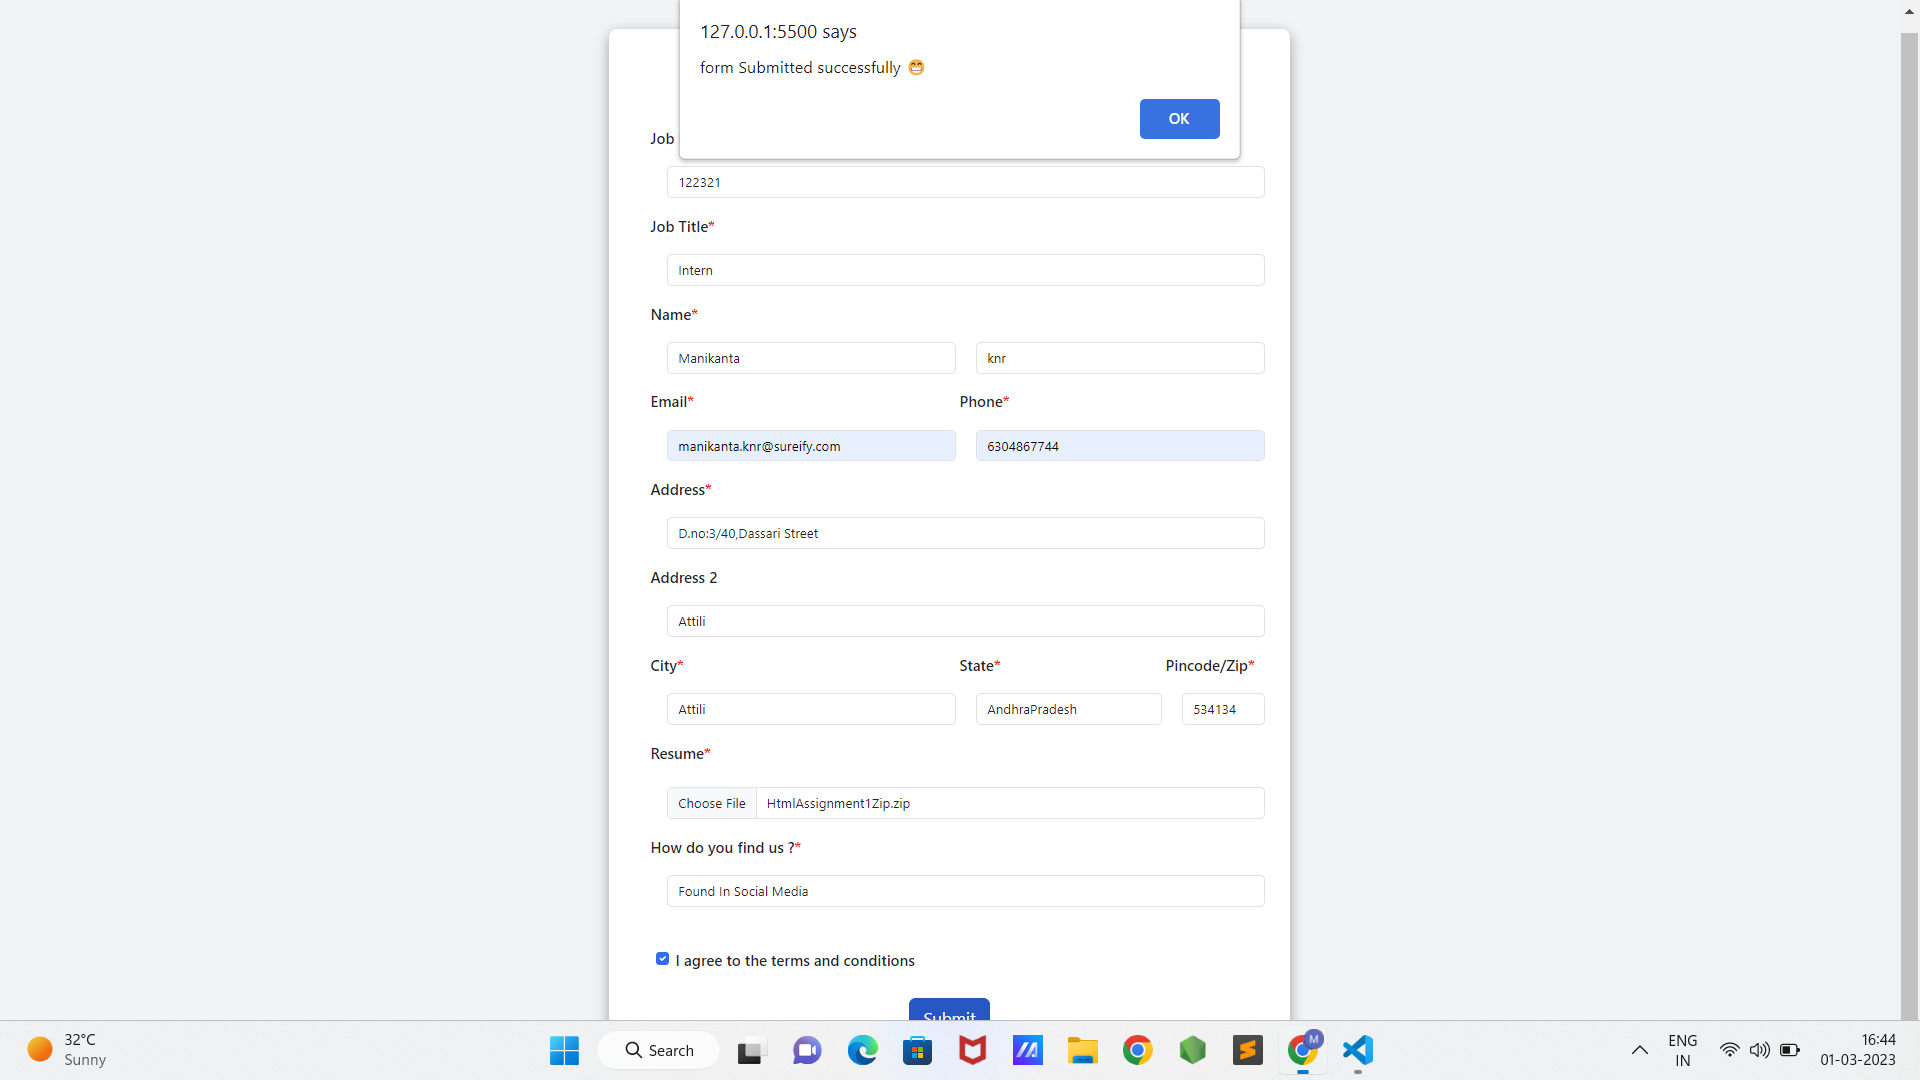 127.0.0.1:5500 says
form Submitted successfully 😁
OK
Job
122321
Job Title*
Intern
Name*
Manikanta knr
Email* Phone*
manikanta.knr@sureify.com 6304867744
Address*
D.no:3/40,Dassari Street
Address 2
Attili
City* State* Pincode/Zip*
Attili AndhraPradesh 534134
Resume*
Choose File HtmlAssignment1Zip.zip
How do you find us ?*
Found In Social Media
I agree to the terms and conditions
Submit
32°C
Sunny
Search
M
ENG
IN
16:44
01-03-2023